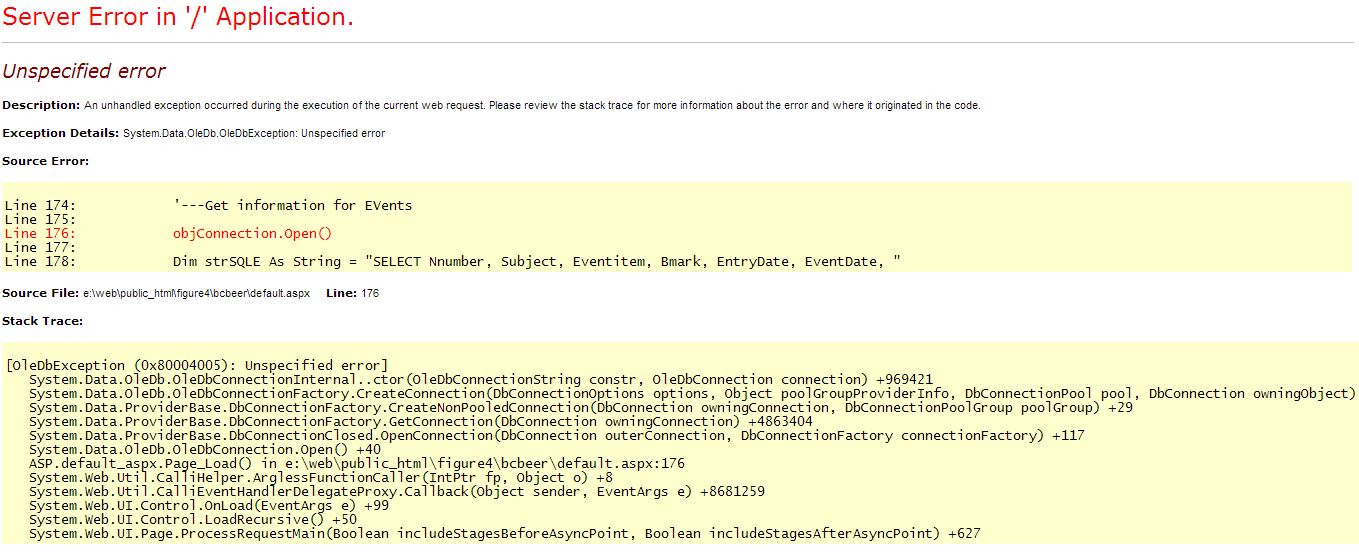 Server Error in '/' Application.
Unspecified error
Description: An unhandled exception occurred during the execution of the current web request. Please review the stack trace for more information about the error and where it originated in the code.
Exception Details: System.Data.OleDb.OleDbException: Unspecified error
Source Error:
Line 174:            '---Get information for EVents
Line 175:
Line 176:            objConnection.Open()
Line 177:
Line 178:            Dim strSQLE As String = "SELECT Nnumber, Subject, Eventitem, Bmark, EntryDate, EventDate, "
Source File: e:\web\public_html\figure4\bcbeer\default.aspx    Line: 176
Stack Trace:
[OleDbException (0x80004005): Unspecified error]
   System.Data.OleDb.OleDbConnectionInternal..ctor(OleDbConnectionString constr, OleDbConnection connection) +969421
   System.Data.OleDb.OleDbConnectionFactory.CreateConnection(DbConnectionOptions options, Object poolGroupProviderInfo, DbConnectionPool pool, DbConnection owningObject)
   System.Data.ProviderBase.DbConnectionFactory.CreateNonPooledConnection(DbConnection owningConnection, DbConnectionPoolGroup poolGroup) +29
   System.Data.ProviderBase.DbConnectionFactory.GetConnection(DbConnection owningConnection) +4863404
   System.Data.ProviderBase.DbConnectionClosed.OpenConnection(DbConnection outerConnection, DbConnectionFactory connectionFactory) +117
   System.Data.OleDb.OleDbConnection.Open() +40
   ASP.default_aspx.Page_Load() in e:\web\public_html\figure4\bcbeer\default.aspx:176
   System.Web.Util.CalliHelper.ArglessFunctionCaller(IntPtr fp, Object o) +8
   System.Web.Util.CalliEventHandlerDelegateProxy.Callback(Object sender, EventArgs e) +8681259
   System.Web.UI.Control.OnLoad(EventArgs e) +99
   System.Web.UI.Control.LoadRecursive() +50
   System.Web.UI.Page.ProcessRequestMain(Boolean includeStagesBeforeAsyncPoint, Boolean includeStagesAfterAsyncPoint) +627